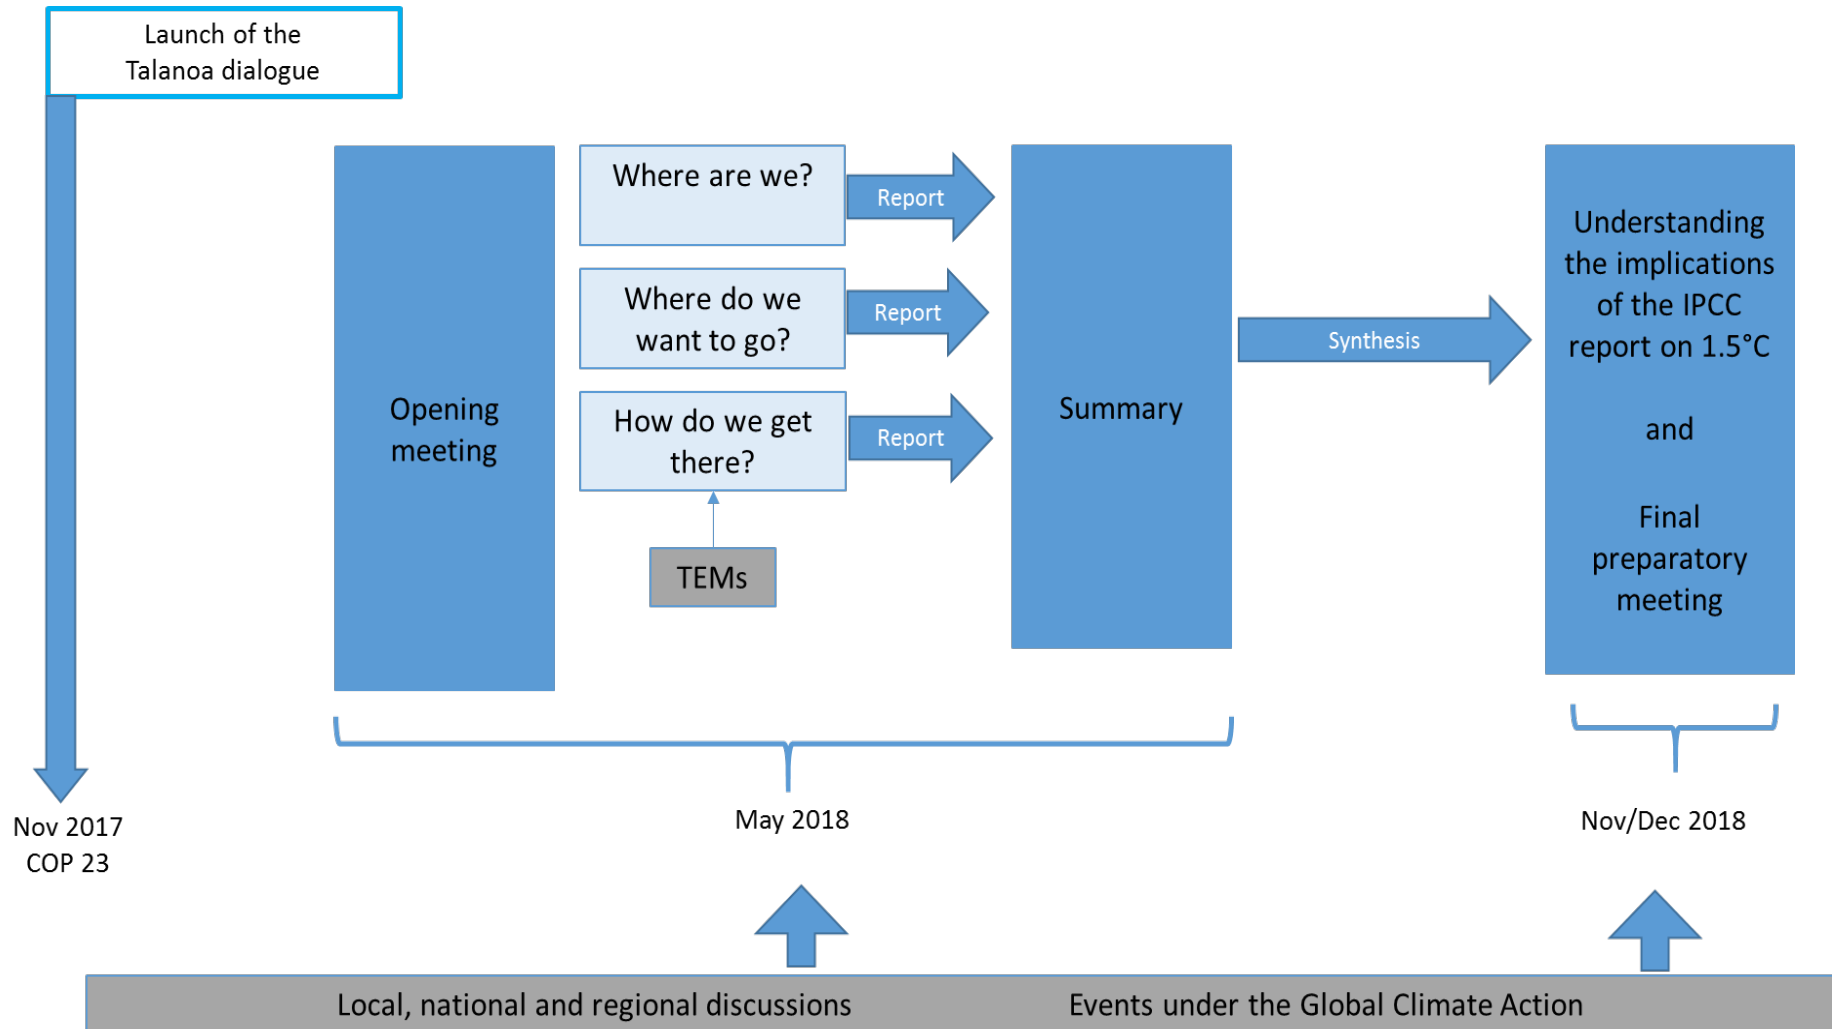 Launch of the
Talanoa dialogue
Opening
meeting
Where are we?
Report
Where do we
want to go?
Report
How do we get
there?
Report
TEMs
Summary
Synthesis
Understanding
the implications
of the IPCC
report on 1.5°C
and
Final
preparatory
meeting
Nov 2017
COP 23
May 2018
Nov/Dec 2018
Local, national and regional discussions
Events under the Global Climate Action